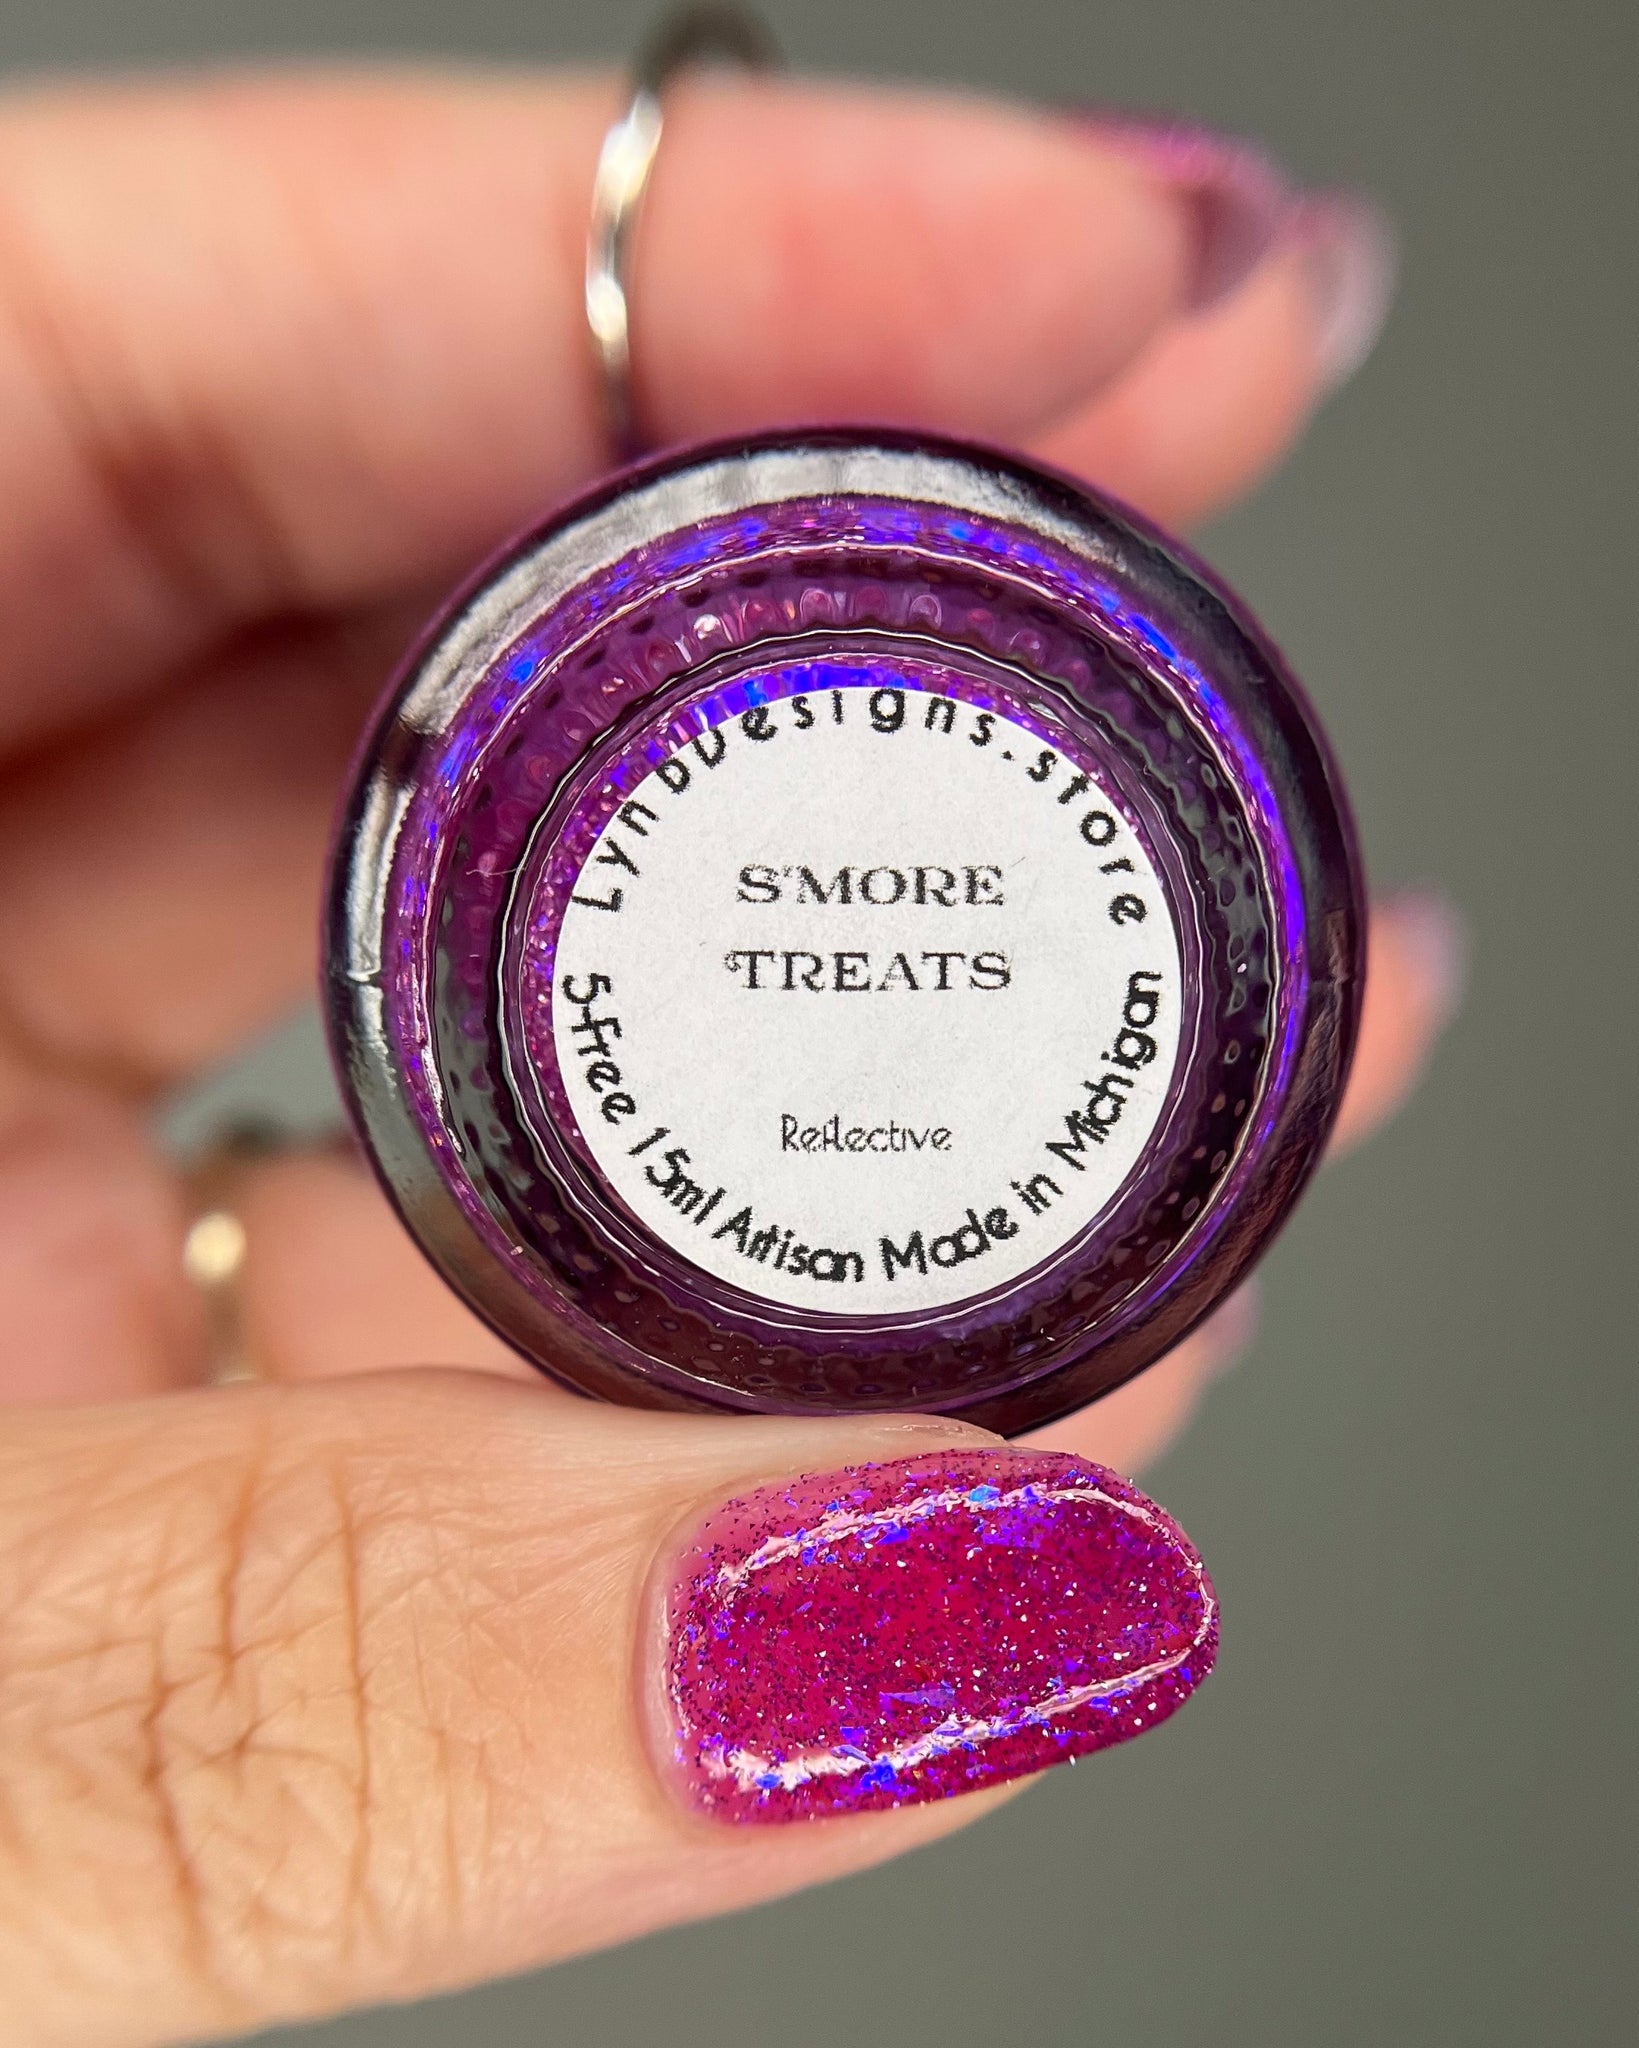 LynbDesigns.store
S'MORE
TREATS
Reflective
5-free 15ml Artisan Made in Michigan